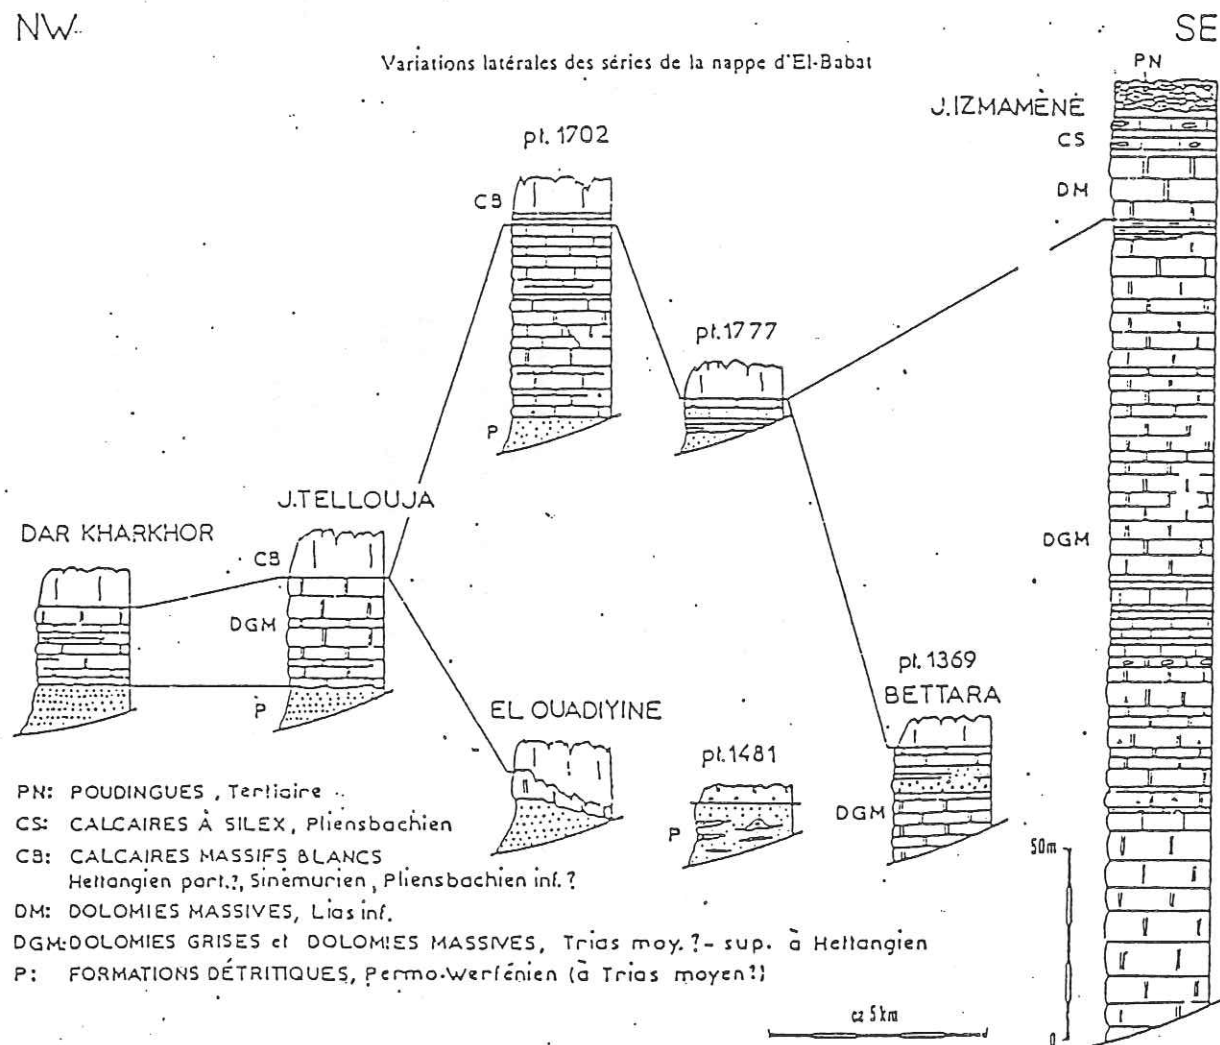 NW
SE
Variations latérales des séries de la nappe d'El-Babat
PN
J.IZMAMÈNE
CS
DM
pt.1702
CB
pt.1777
P
DGM
J.TELLOUJA
DAR KHARKHOR
CB
DGM
P
EL OUADIYINE
pt.1481
P
pt.1369
BETTARA
DGM
PN: POUDINGUES, Tertiaire
CS: CALCAIRES À SILEX, Pliensbachien
CB: CALCAIRES MASSIFS BLANCS
Hettangien part.?, Sinémurien, Pliensbachien inf.?
DM: DOLOMIES MASSIVES, Lias inf.
DGM: DOLOMIES GRISES et DOLOMIES MASSIVES, Trias moy.?- sup. à Hettangien
P: FORMATIONS DÉTRITIQUES, Permo-Werfénien (à Trias moyen?)
50m
0
ca 5km